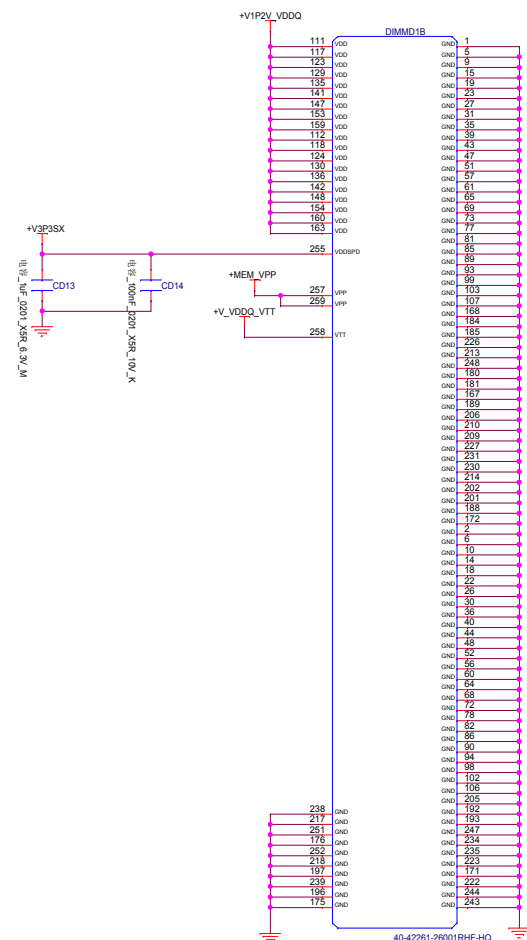 +V1P2V_VDDQ
DIMMD1B
111 VDD GND 1
117 VDD GND 5
123 VDD GND 9
129 VDD GND 15
135 VDD GND 19
141 VDD GND 23
147 VDD GND 27
153 VDD GND 31
159 VDD GND 35
112 VDD GND 39
118 VDD GND 43
124 VDD GND 47
130 VDD GND 51
136 VDD GND 57
142 VDD GND 61
148 VDD GND 65
154 VDD GND 69
160 VDD GND 73
163 VDD GND 77
GND 81
+V3P3SX
255 VDDSPD GND 85
GND 89
+MEM_VPP
GND 93
GND 99
257 VPP GND 103
259 VPP GND 107
+V_VDDQ_VTT
GND 168
GND 184
258 VTT GND 185
CD13
电容_1uF_0201_X5R_6.3V_M
CD14
电容_100nF_0201_X5R_10V_K
GND 226
GND 213
GND 248
GND 180
GND 181
GND 167
GND 189
GND 206
GND 210
GND 209
GND 227
GND 231
GND 230
GND 214
GND 202
GND 201
GND 188
GND 172
GND 2
GND 6
GND 10
GND 14
GND 18
GND 22
GND 26
GND 30
GND 36
GND 40
GND 44
GND 48
GND 52
GND 56
GND 60
GND 64
GND 68
GND 72
GND 78
GND 82
GND 86
GND 90
GND 94
GND 98
GND 102
GND 106
GND 205
238 GND GND 192
217 GND GND 193
251 GND GND 247
176 GND GND 234
252 GND GND 235
218 GND GND 223
197 GND GND 171
239 GND GND 222
196 GND GND 244
175 GND GND 243
40-42261-26001RHF-HQ